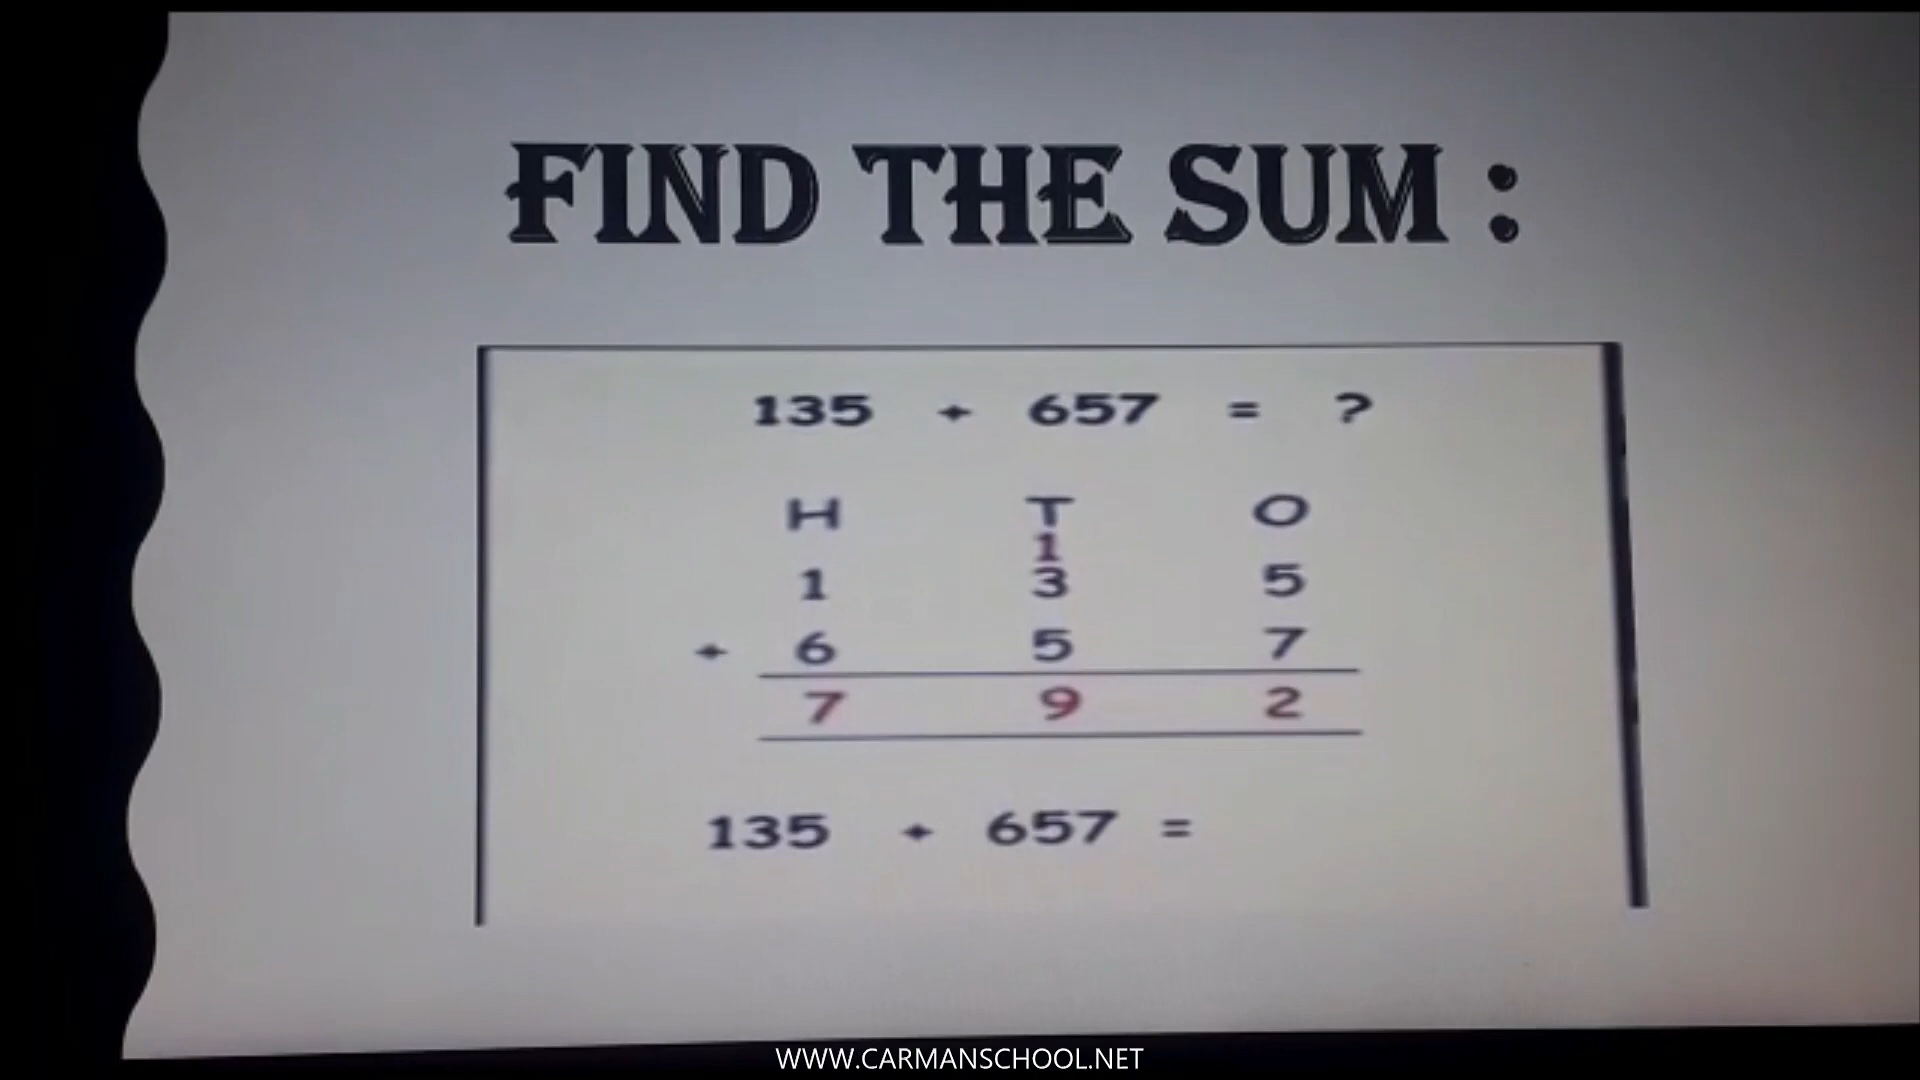 FIND THE SUM :
135 + 657 = ?
H T O
1
1 3 5
+ 6 5 7
7 9 2
135 + 657 =
WWW.CARMANSCHOOL.NET